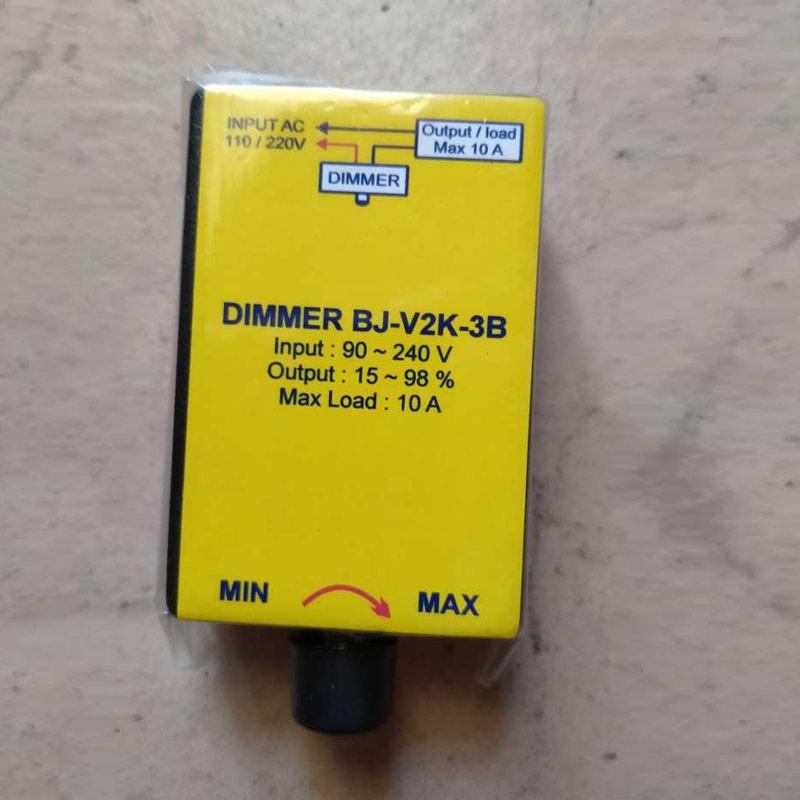 INPUT AC
110 / 220V
Output / load
Max 10 A
DIMMER
DIMMER BJ-V2K-3B
Input : 90 ~ 240 V
Output : 15 ~ 98 %
Max Load : 10 A
MIN
MAX